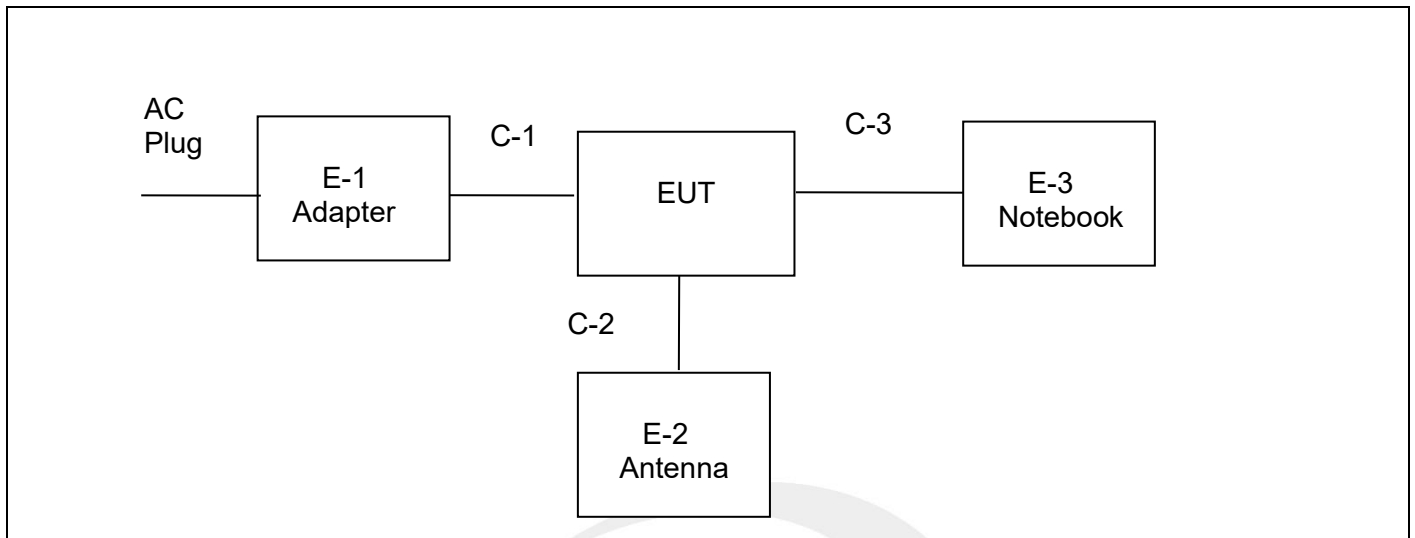 AC
Plug
E-1
Adapter
C-1
EUT
C-3
E-3
Notebook
C-2
E-2
Antenna